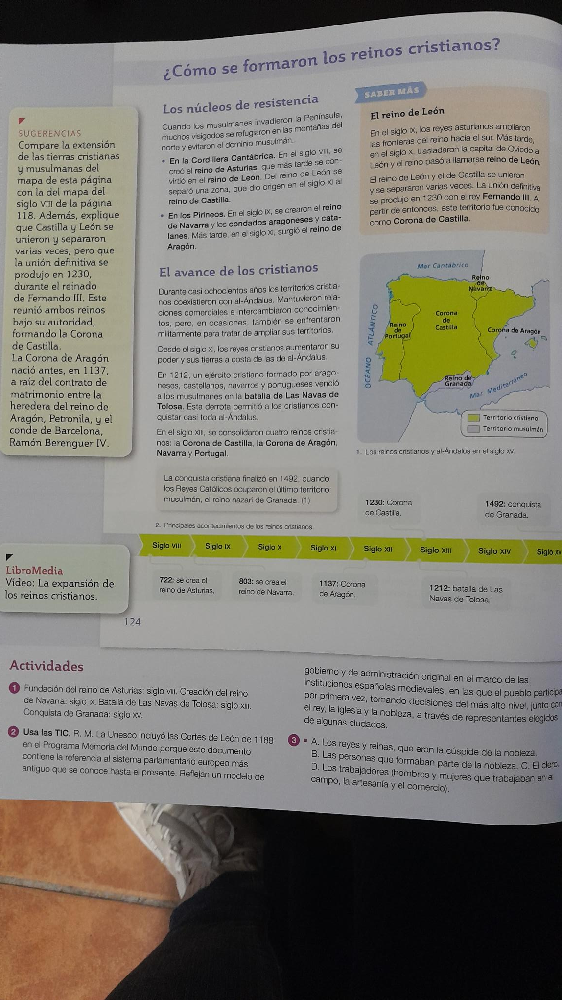 ¿Cómo se formaron los reinos cristianos?
SUGERENCIAS
Compare la extensión
de las tierras cristianas
y musulmanas del
mapa de esta página
con la del mapa del
siglo VIII de la página
118. Además, explique
que Castilla y León se
unieron y separaron
varias veces, pero que
la unión definitiva se
produjo en 1230,
durante el reinado
de Fernando III. Este
reunió ambos reinos
bajo su autoridad,
formando la Corona
de Castilla.
La Corona de Aragón
nació antes, en 1137,
a raíz del contrato de
matrimonio entre la
heredera del reino de
Aragón, Petronila, y el
conde de Barcelona,
Ramón Berenguer IV.
Los núcleos de resistencia
Cuando los musulmanes invadieron la Península,
muchos visigodos se refugiaron en las montañas del
norte y evitaron el dominio musulmán.
• En la Cordillera Cantábrica. En el siglo VIII, se
creó el reino de Asturias, que más tarde se con-
virtió en el reino de León. Del reino de León se
separó una zona, que dio origen en el siglo XI al
reino de Castilla.
• En los Pirineos. En el siglo IX, se crearon el reino
de Navarra y los condados aragoneses y cata-
lanes. Más tarde, en el siglo XI, surgió el reino de
Aragón.
El avance de los cristianos
Durante casi ochocientos años los territorios cristia-
nos coexistieron con al-Ándalus. Mantuvieron rela-
ciones comerciales e intercambiaron conocimien-
tos, pero, en ocasiones, también se enfrentaron
militarmente para tratar de ampliar sus territorios.
Desde el siglo XI, los reyes cristianos aumentaron su
poder y sus tierras a costa de las de al-Ándalus.
En 1212, un ejército cristiano formado por arago-
neses, castellanos, navarros y portugueses venció
a los musulmanes en la batalla de Las Navas de
Tolosa. Esta derrota permitió a los cristianos con-
quistar casi toda al-Ándalus.
En el siglo XIII, se consolidaron cuatro reinos cristia-
nos: la Corona de Castilla, la Corona de Aragón,
Navarra y Portugal.
La conquista cristiana finalizó en 1492, cuando
los Reyes Católicos ocuparon el último territorio
musulmán, el reino nazarí de Granada. (1)
SABER MÁS
El reino de León
En el siglo IX, los reyes asturianos ampliaron
las fronteras del reino hacia el sur. Más tarde,
en el siglo X, trasladaron la capital de Oviedo a
León y el reino pasó a llamarse reino de León.
El reino de León y el de Castilla se unieron
y se separaron varias veces. La unión definitiva
se produjo en 1230 con el rey Fernando III. A
partir de entonces, este territorio fue conocido
como Corona de Castilla.
Mar Cantábrico
Reino
de
Navarra
Corona
de
Castilla
Reino
de
Portugal
Corona de Aragón
OCÉANO ATLÁNTICO
Reino de
Granada
Mar Mediterráneo
Territorio cristiano
Territorio musulmán
1. Los reinos cristianos y al-Ándalus en el siglo XV.
2. Principales acontecimientos de los reinos cristianos.
1230: Corona
de Castilla.
1492: conquista
de Granada.
Siglo VIII
Siglo IX
Siglo X
Siglo XI
Siglo XII
Siglo XIII
Siglo XIV
Siglo XV
722: se crea el
reino de Asturias.
803: se crea el
reino de Navarra.
1137: Corona
de Aragón.
1212: batalla de Las
Navas de Tolosa.
LibroMedia
Vídeo: La expansión de
los reinos cristianos.
124
Actividades
1 Fundación del reino de Asturias: siglo VIII. Creación del reino
de Navarra: siglo IX. Batalla de Las Navas de Tolosa: siglo XIII.
Conquista de Granada: siglo XV.
2 Usa las TIC. R. M. La Unesco incluyó las Cortes de León de 1188
en el Programa Memoria del Mundo porque este documento
contiene la referencia al sistema parlamentario europeo más
antiguo que se conoce hasta el presente. Reflejan un modelo de
gobierno y de administración original en el marco de las
instituciones españolas medievales, en las que el pueblo participa
por primera vez, tomando decisiones del más alto nivel, junto con
el rey, la iglesia y la nobleza, a través de representantes elegidos
de algunas ciudades.
3 ▪ A. Los reyes y reinas, que eran la cúspide de la nobleza.
B. Las personas que formaban parte de la nobleza. C. El clero.
D. Los trabajadores (hombres y mujeres que trabajaban en el
campo, la artesanía y el comercio).